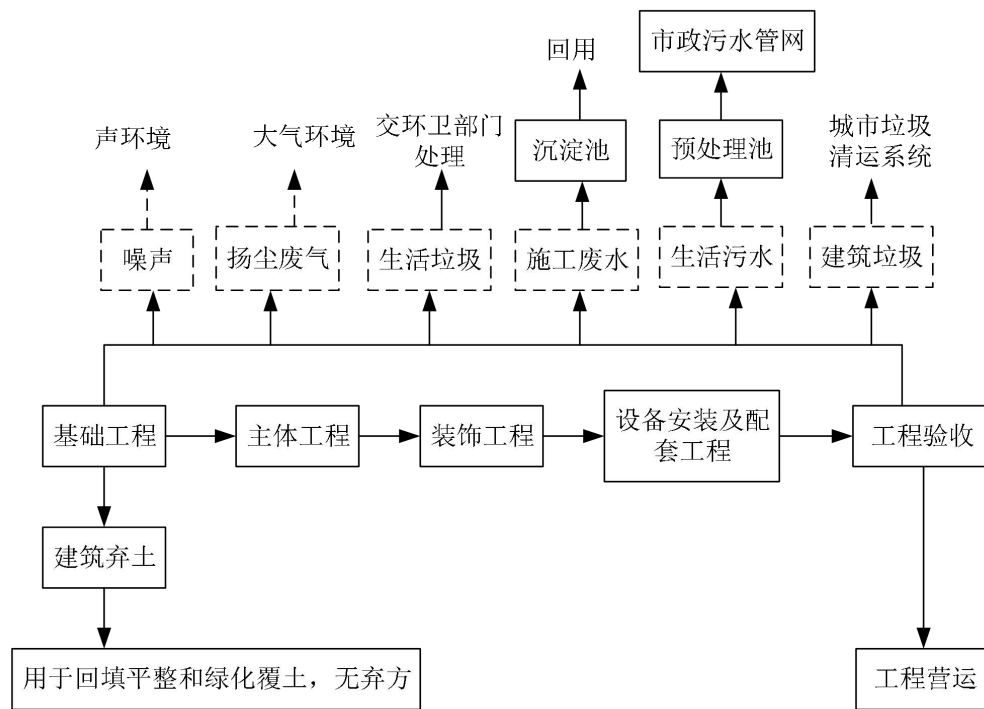 回用
市政污水管网
声环境
大气环境
交环卫部门
处理
沉淀池
预处理池
城市垃圾
清运系统
噪声
扬尘废气
生活垃圾
施工废水
生活污水
建筑垃圾
基础工程
主体工程
装饰工程
设备安装及配
套工程
工程验收
建筑弃土
用于回填平整和绿化覆土，无弃方
工程营运